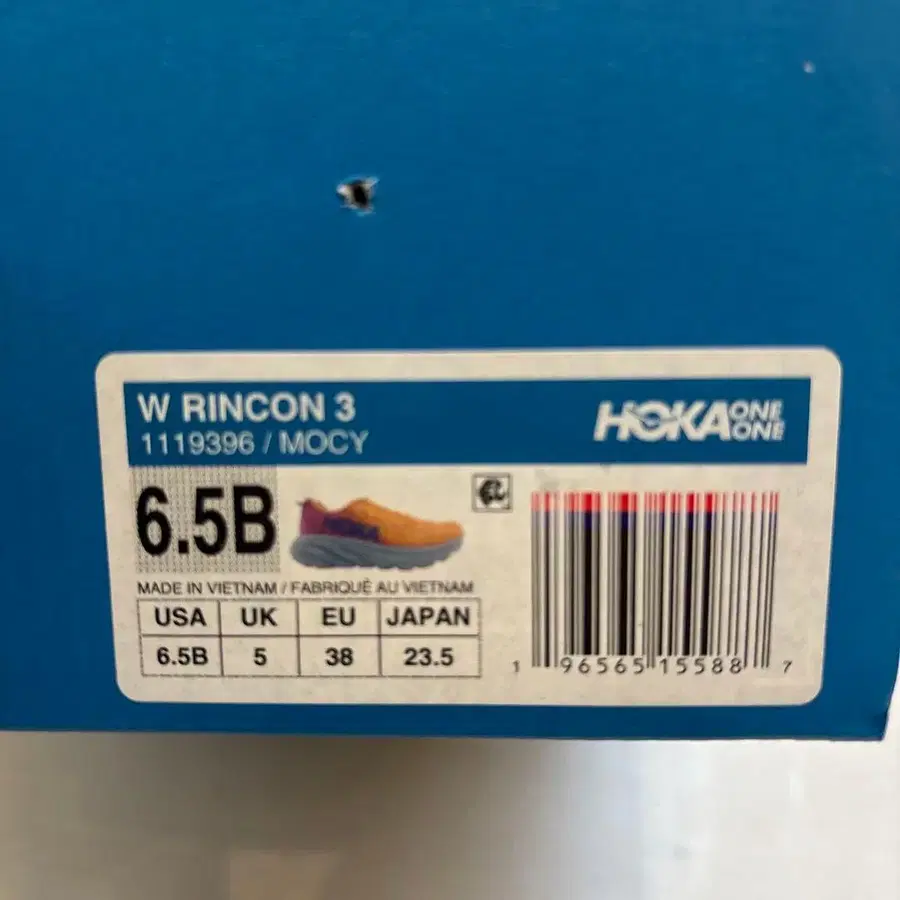 W RINCON 3
1119396 / MOCY
HOKA ONE ONE
6.5B
MADE IN VIETNAM / FABRIQUÉ AU VIETNAM
USA UK EU JAPAN
6.5B 5 38 23.5
1 96565 15588 7